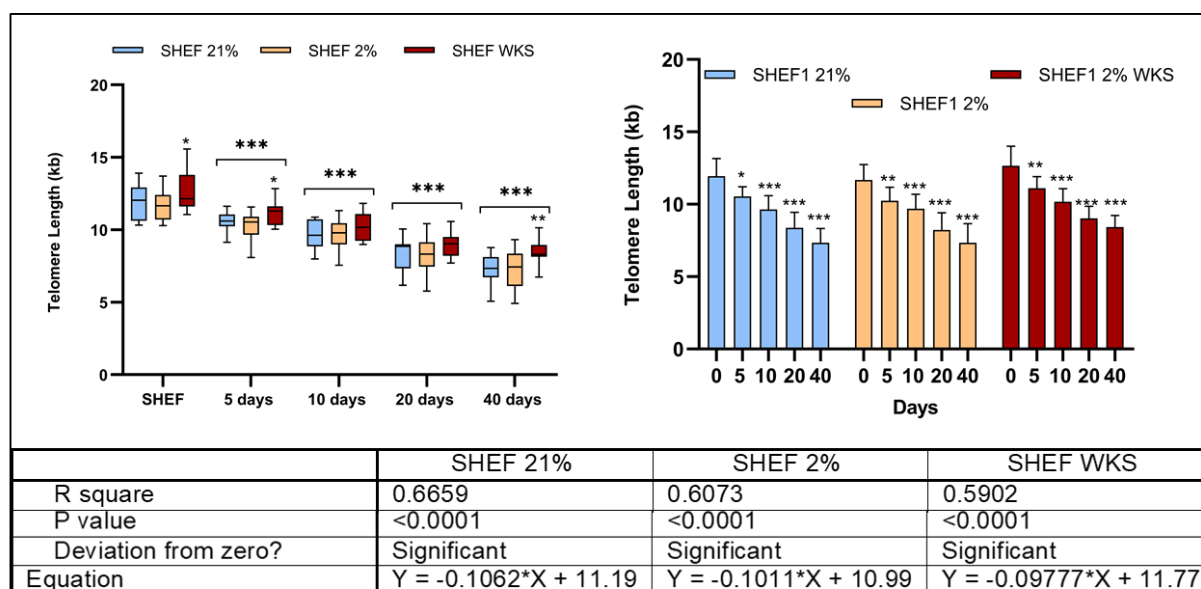 SHEF 21% SHEF 2% SHEF WKS
Telomere Length (kb)
20
15
10
5
0
*
***
*
***
***
***
**
SHEF 5 days 10 days 20 days 40 days
SHEF1 21% SHEF1 2% WKS
SHEF1 2%
Telomere Length (kb)
20
15
10
5
0
* *** *** ***
** *** *** ***
** *** *** ***
0 5 10 20 40 0 5 10 20 40 0 5 10 20 40
Days
SHEF 21% SHEF 2% SHEF WKS
R square 0.6659 0.6073 0.5902
P value <0.0001 <0.0001 <0.0001
Deviation from zero? Significant Significant Significant
Equation Y = -0.1062*X + 11.19 Y = -0.1011*X + 10.99 Y = -0.09777*X + 11.77